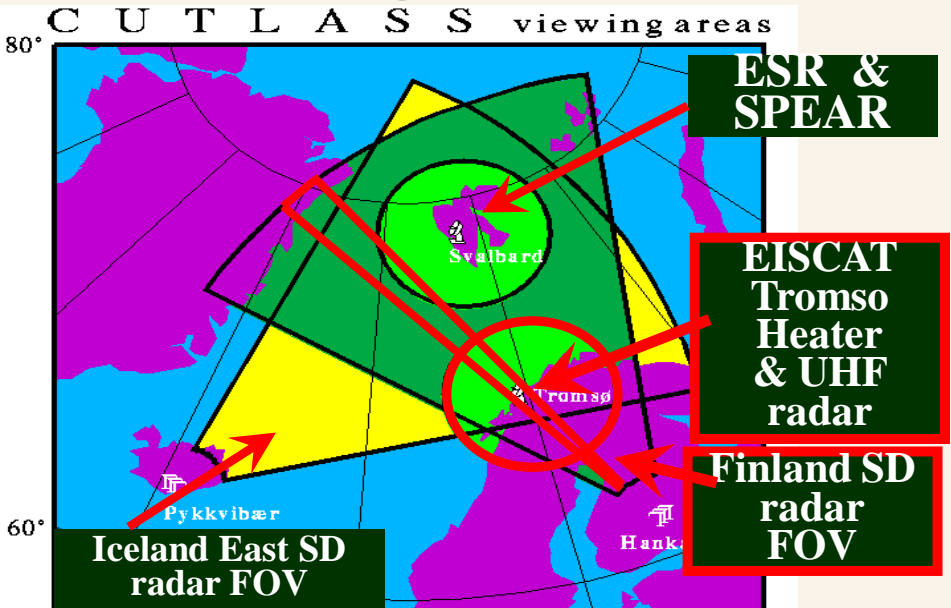 C U T L A S S viewing areas
80°
ESR &
SPEAR
Svalbard
EISCAT
Tromso
Heater
& UHF
radar
Tromsø
Finland SD
radar
FOV
Pykkvibær
60°
Iceland East SD
radar FOV